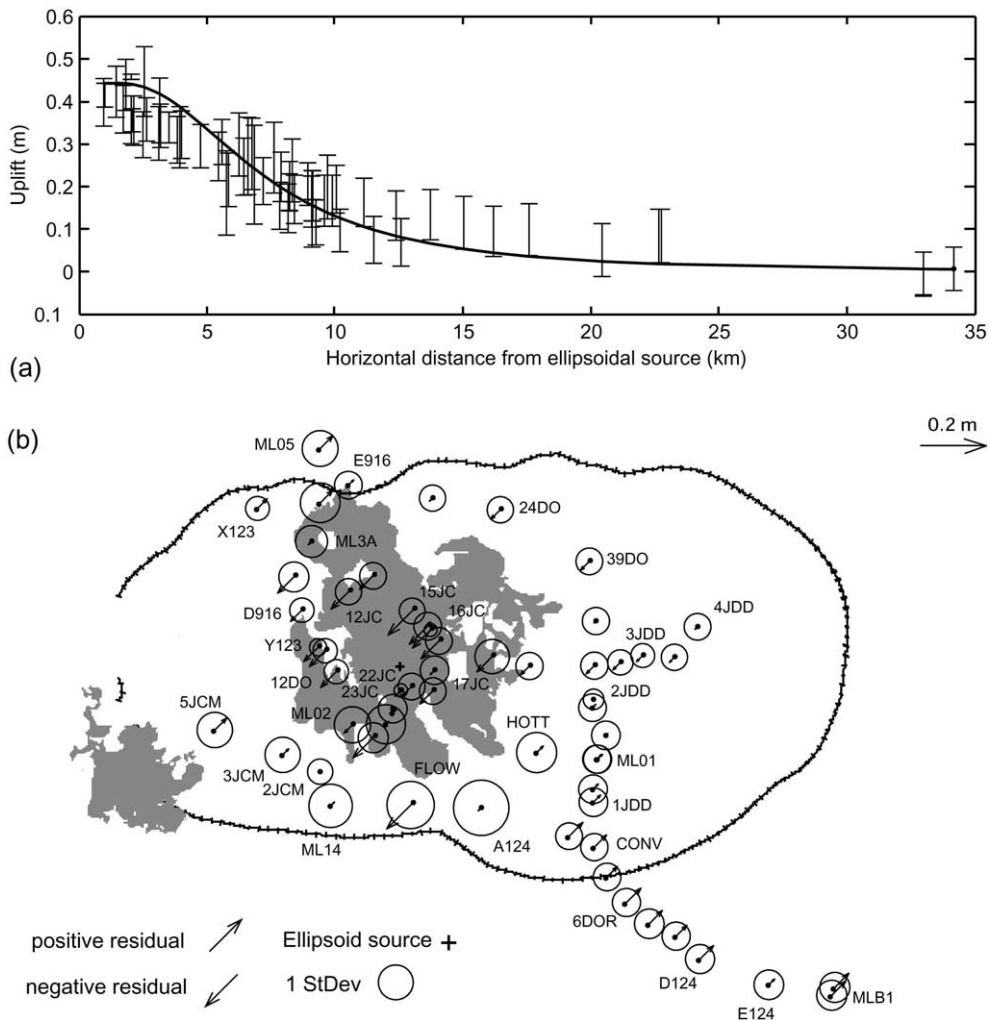 0.6
0.5
0.4
0.3
0.2
0.1
0
0.1
Uplift (m)
0 5 10 15 20 25 30 35
Horizontal distance from ellipsoidal source (km)
(a)
(b)
0.2 m
ML05
E916
X123
24DO
ML3A
39DO
15JC
4JDD
D916
12JC
16JC
3JDD
Y123
12DO
22JC
17JC
23JC
2JDD
5JCM
ML02
HOTT
ML01
3JCM
FLOW
2JCM
1JDD
ML14
A124
CONV
6DOR
positive residual
Ellipsoid source +
D124
negative residual
1 StDev
E124
MLB1